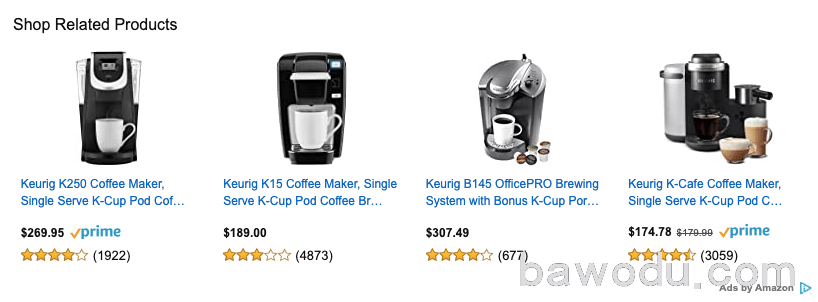 Shop Related Products
Keurig K250 Coffee Maker,
Single Serve K-Cup Pod Cof…
$269.95 prime
(1922)
Keurig K15 Coffee Maker, Single
Serve K-Cup Pod Coffee Br…
$189.00
(4873)
Keurig B145 OfficePRO Brewing
System with Bonus K-Cup Por…
$307.49
(677)
Keurig K-Cafe Coffee Maker,
Single Serve K-Cup Pod C…
$174.78 $179.99 prime
(3059)
bawodu.com
Ads by Amazon